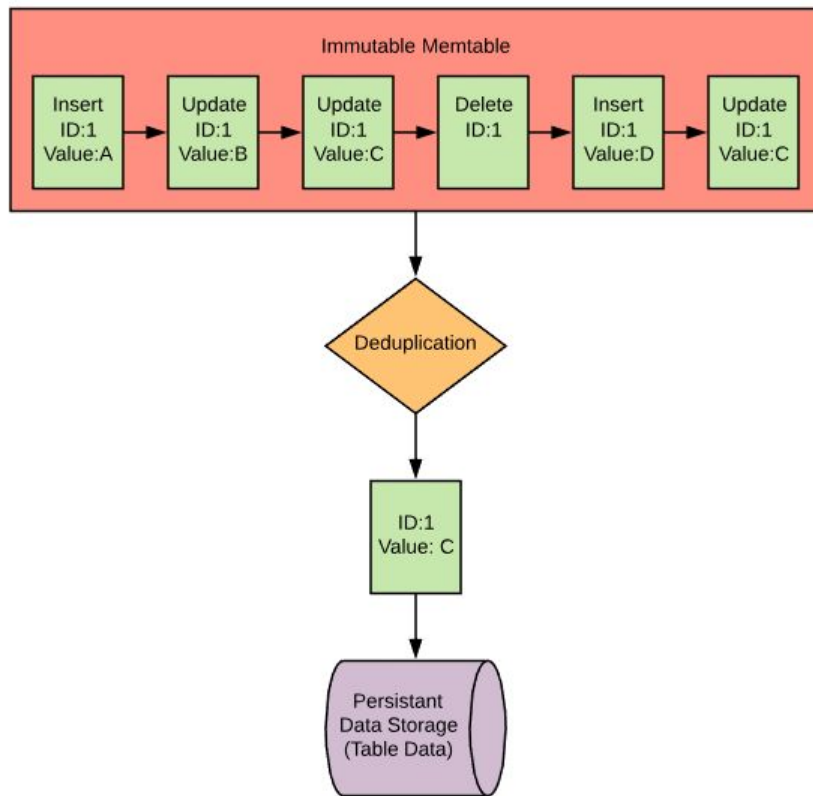 Immutable Memtable
Insert
ID:1
Value:A
Update
ID:1
Value:B
Update
ID:1
Value:C
Delete
ID:1
Insert
ID:1
Value:D
Update
ID:1
Value:C
Deduplication
ID:1
Value: C
Persistant
Data Storage
(Table Data)